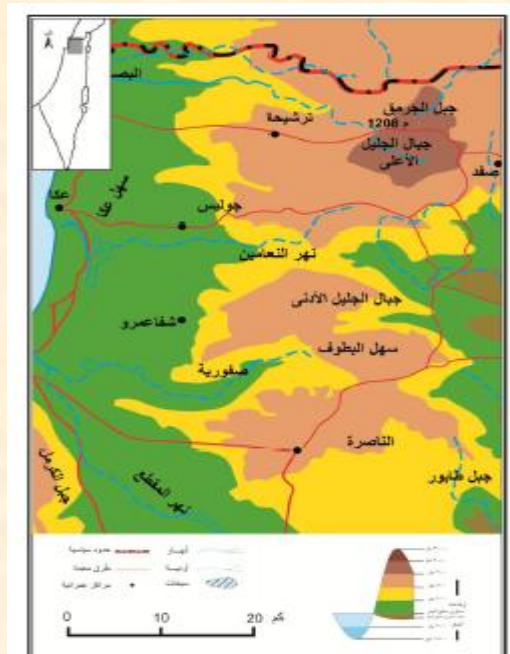 البصـ
جبل الجرمق
1208
ترشيحة
جبال الجليل
الأعلى
صفد
عكا
سهل عكا
جوليس
نهر النعامين
جبال الجليل الأدنى
شفاعمرو
سهل البطوف
صفورية
الناصرة
جبل طابور
جبل الكرمل
نهر المقطع
حدود سياسية
طرق معبدة
مراكز عمرانية
أنهار
أودية
سبخات
0
10
20
كم